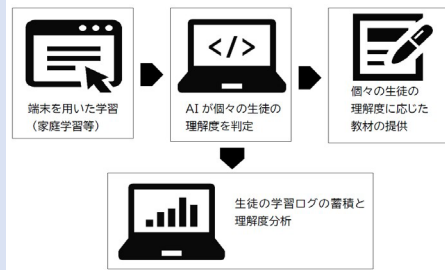 端末を用いた学習
（家庭学習等）
</>
AIが個々の生徒の
理解度を判定
個々の生徒の
理解度に応じた
教材の提供
生徒の学習ログの蓄積と
理解度分析